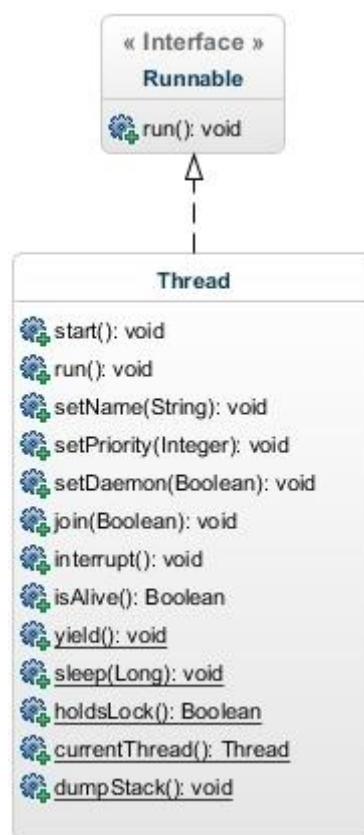 « Interface »
Runnable
run(): void
Thread
start(): void
run(): void
setName(String): void
setPriority(Integer): void
setDaemon(Boolean): void
join(Boolean): void
interrupt(): void
isAlive(): Boolean
yield(): void
sleep(Long): void
holdsLock(): Boolean
currentThread(): Thread
dumpStack(): void